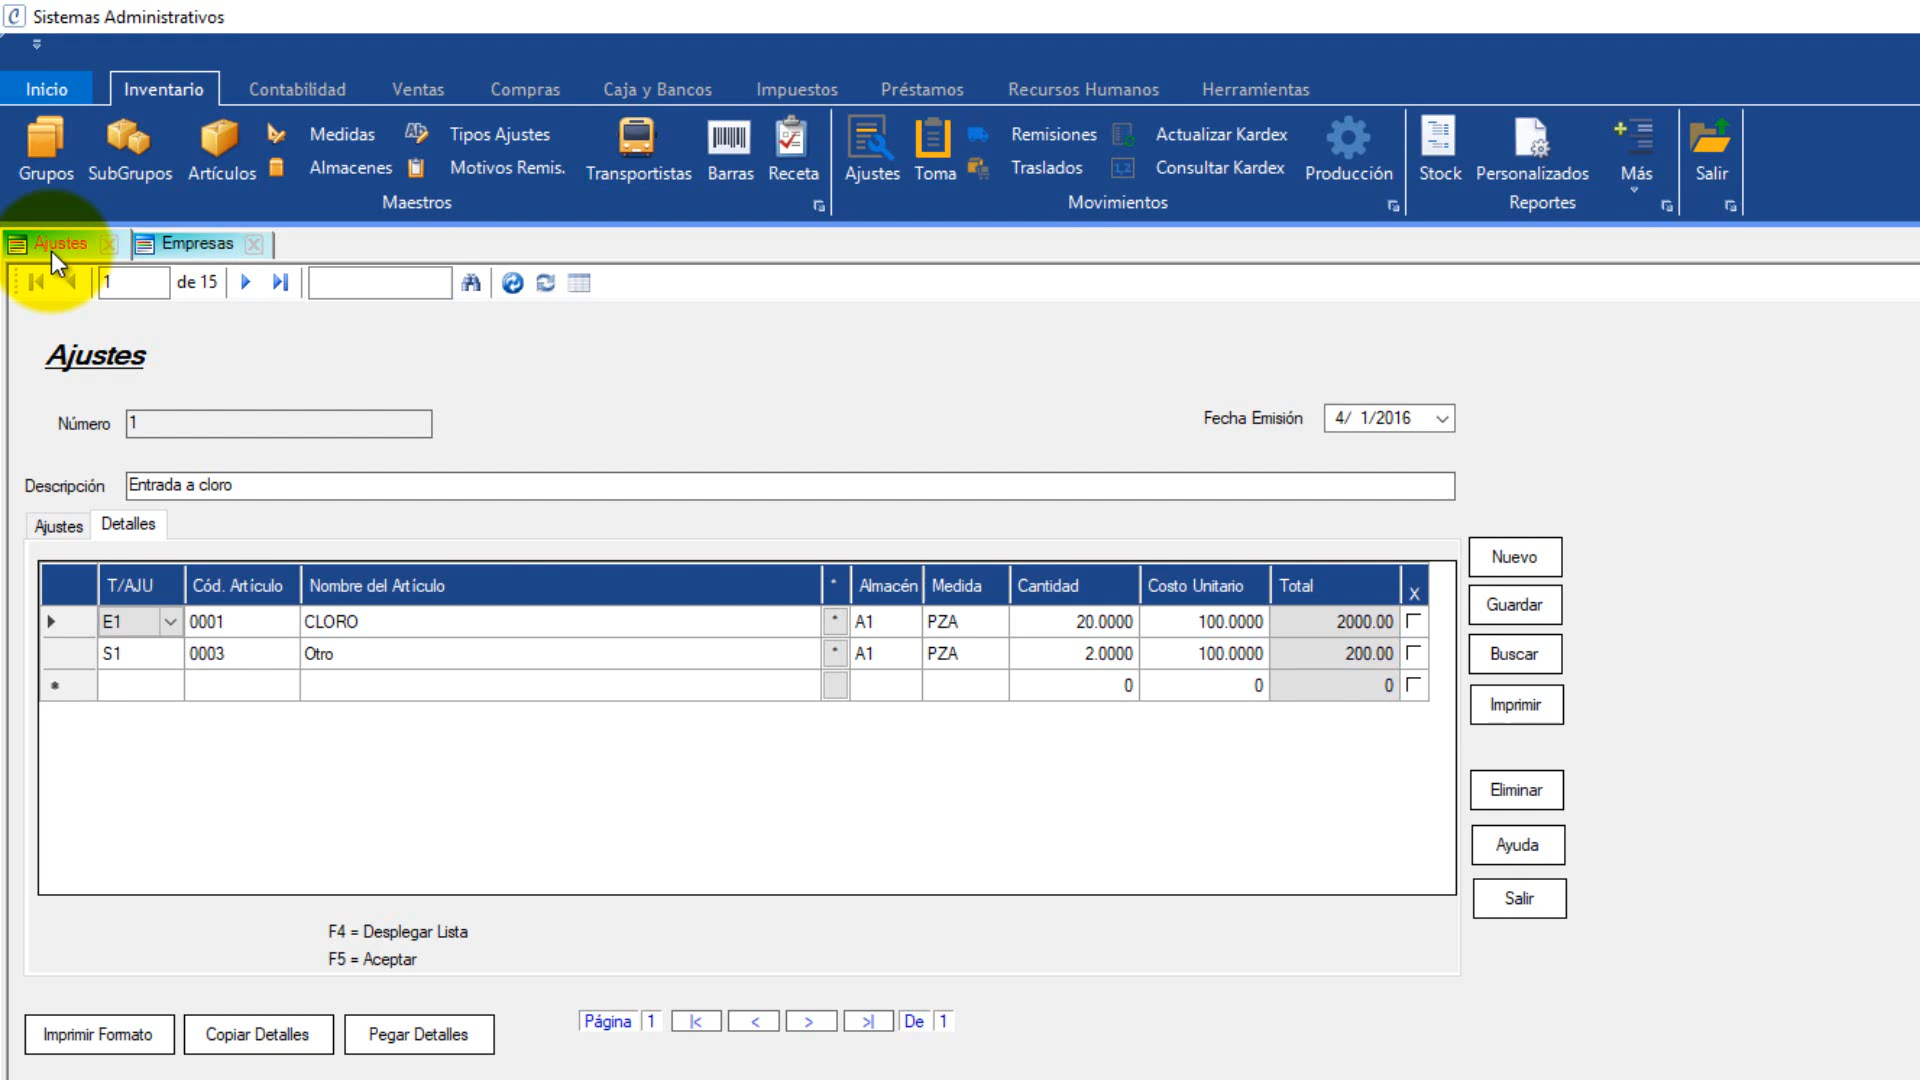 Sistemas Administrativos
Inicio Inventario Contabilidad Ventas Compras Caja y Bancos Impuestos Préstamos Recursos Humanos Herramientas
Medidas Tipos Ajustes Remisiones Actualizar Kardex
Almacenes Motivos Remis. Traslados Consultar Kardex
Grupos SubGrupos Artículos Transportistas Barras Receta Ajustes Toma Producción Stock Personalizados Más Salir
Maestros Movimientos Reportes
Ajustes Empresas
1 de 15
Ajustes
Número 1 Fecha Emisión 4/ 1/2016
Descripción Entrada a cloro
Ajustes Detalles
T/AJU Cód. Artículo Nombre del Artículo * Almacén Medida Cantidad Costo Unitario Total X
E1 0001 CLORO * A1 PZA 20.0000 100.0000 2000.00
S1 0003 Otro * A1 PZA 2.0000 100.0000 200.00
* 0 0 0
Nuevo
Guardar
Buscar
Imprimir
Eliminar
Ayuda
Salir
F4 = Desplegar Lista
F5 = Aceptar
Imprimir Formato Copiar Detalles Pegar Detalles Página 1 |< < > >| De 1